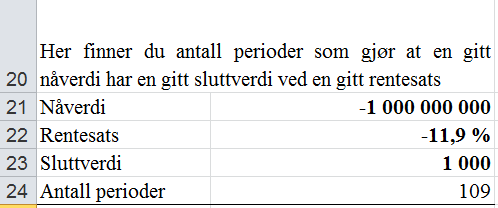 Her finner du antall perioder som gjør at en gitt
20 nåverdi har en gitt sluttverdi ved en gitt rentesats
21 Nåverdi -1 000 000 000
22 Rentesats -11,9 %
23 Sluttverdi 1 000
24 Antall perioder 109